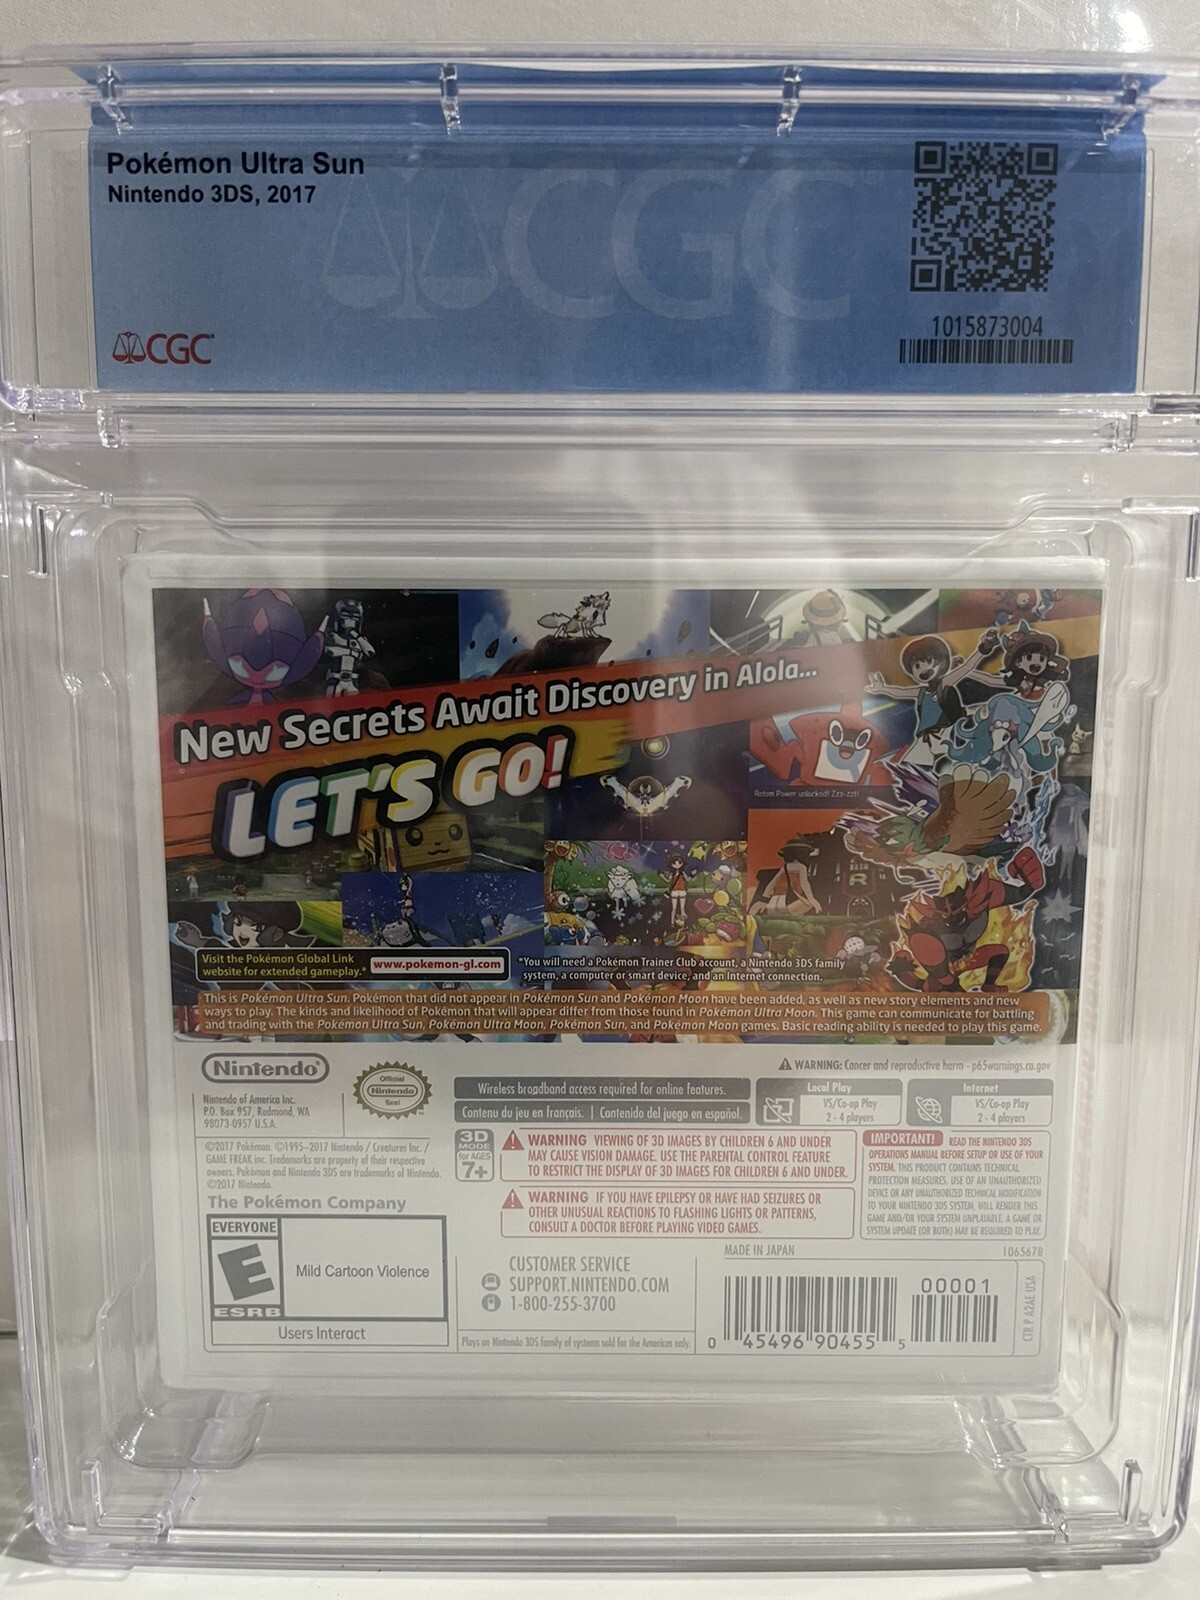 Pokémon Ultra Sun
Nintendo 3DS, 2017
CGC
CGC
1015873004
New Secrets Await Discovery in Alola...
LET'S GO!
Rotom Power unlocked! Zzz-zzt!
R
Visit the Pokémon Global Link
website for extended gameplay.*
www.pokemon-gl.com
*You will need a Pokémon Trainer Club account, a Nintendo 3DS family
system, a computer or smart device, and an Internet connection.
This is Pokémon Ultra Sun. Pokémon that did not appear in Pokémon Sun and Pokémon Moon have been added, as well as new story elements and new
ways to play. The kinds and likelihood of Pokémon that will appear differ from those found in Pokémon Ultra Moon. This game can communicate for battling
and trading with the Pokémon Ultra Sun, Pokémon Ultra Moon, Pokémon Sun, and Pokémon Moon games. Basic reading ability is needed to play this game.
Nintendo
Nintendo of America Inc.
P.O. Box 957, Redmond, WA
98073-0957 U.S.A.
Official
Nintendo
Seal
WARNING: Cancer and reproductive harm - p65warnings.ca.gov
Wireless broadband access required for online features.
Contenu du jeu en français. | Contenido del juego en español.
Local Play
VS/Co-op Play
2 - 4 players
Internet
VS/Co-op Play
2 - 4 players
©2017 Pokémon. ©1995–2017 Nintendo / Creatures Inc. /
GAME FREAK inc. Trademarks are property of their respective
owners. Pokémon and Nintendo 3DS are trademarks of Nintendo.
©2017 Nintendo.
The Pokémon Company
3D
MODE
for AGES
7+
WARNING VIEWING OF 3D IMAGES BY CHILDREN 6 AND UNDER
MAY CAUSE VISION DAMAGE. USE THE PARENTAL CONTROL FEATURE
TO RESTRICT THE DISPLAY OF 3D IMAGES FOR CHILDREN 6 AND UNDER.
WARNING IF YOU HAVE EPILEPSY OR HAVE HAD SEIZURES OR
OTHER UNUSUAL REACTIONS TO FLASHING LIGHTS OR PATTERNS,
CONSULT A DOCTOR BEFORE PLAYING VIDEO GAMES.
IMPORTANT! READ THE NINTENDO 3DS
OPERATIONS MANUAL BEFORE SETUP OR USE OF YOUR
SYSTEM. THIS PRODUCT CONTAINS TECHNICAL
PROTECTION MEASURES. USE OF AN UNAUTHORIZED
DEVICE OR ANY UNAUTHORIZED TECHNICAL MODIFICATION
TO YOUR NINTENDO 3DS SYSTEM, WILL RENDER THIS
GAME AND/OR YOUR SYSTEM UNPLAYABLE. A GAME OR
SYSTEM UPDATE (OR BOTH) MAY BE REQUIRED TO PLAY.
EVERYONE
E
ESRB
Mild Cartoon Violence
Users Interact
CUSTOMER SERVICE
SUPPORT.NINTENDO.COM
1-800-255-3700
Plays on Nintendo 3DS family of systems sold for the Americas only.
MADE IN JAPAN
106567B
00001
0 45496 90455 5
CTR P A2AE USA